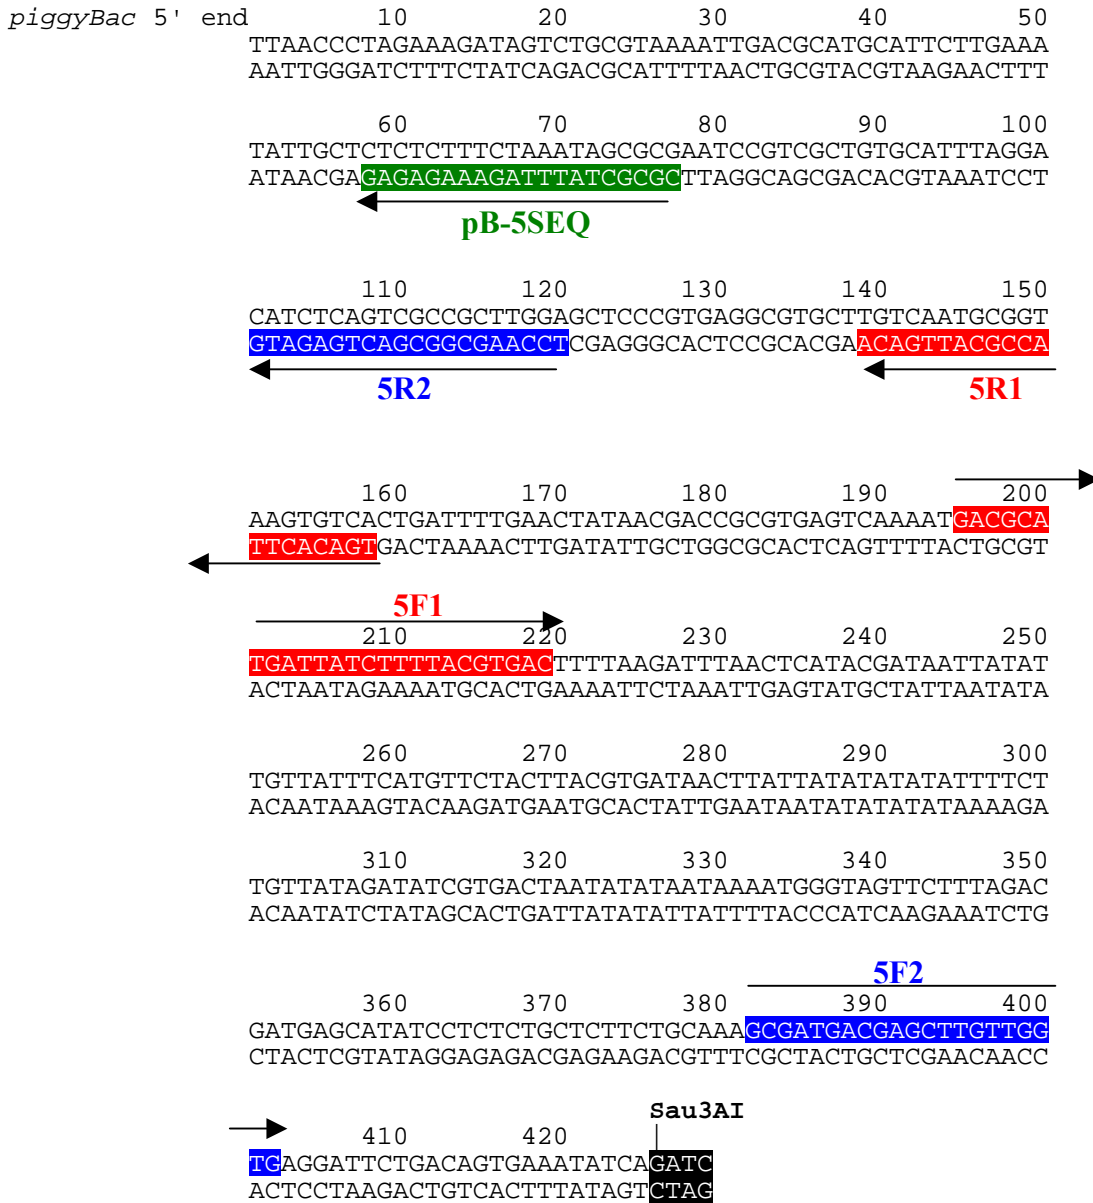 piggyBac 5' end 10 20 30 40 50
TTAACCCTAGAAAGATAGTCTGCGTAAAATTGACGCATGCATTCTTGAAA
AATTGGGATCTTTCTATCAGACGCATTTTAACTGCGTACGTAAGAACTTT
60 70 80 90 100
TATTGCTCTCTCTTTCTAAATAGCGCGAATCCGTCGCTGTGCATTTAGGA
ATAACGAGAGAGAAAGATTTATCGCGCTTAGGCAGCGACACGTAAATCCT
pB-5SEQ
110 120 130 140 150
CATCTCAGTCGCCGCTTGGAGCTCCCGTGAGGCGTGCTTGTCAATGCGGT
GTAGAGTCAGCGGCGAACCTCGAGGGCACTCCGCACGAACAGTTACGCCA
5R2 5R1
160 170 180 190 200
AAGTGTCACTGATTTTGAACTATAACGACCGCGTGAGTCAAAATGACGCA
TTCACAGTGACTAAAACTTGATATTGCTGGCGCACTCAGTTTTACTGCGT
5F1
210 220 230 240 250
TGATTATCTTTTACGTGACTTTTAAGATTTAACTCATACGATAATTATAT
ACTAATAGAAAATGCACTGAAAATTCTAAATTGAGTATGCTATTAATATA
260 270 280 290 300
TGTTATTTCATGTTCTACTTACGTGATAACTTATTATATATATATTTTCT
ACAATAAAGTACAAGATGAATGCACTATTGAATAATATATATATAAAAGA
310 320 330 340 350
TGTTATAGATATCGTGACTAATATATAATAAAATGGGTAGTTCTTTAGAC
ACAATATCTATAGCACTGATTATATATTATTTTACCCATCAAGAAATCTG
5F2
360 370 380 390 400
GATGAGCATATCCTCTCTGCTCTTCTGCAAAGCGATGACGAGCTTGTTGG
CTACTCGTATAGGAGAGACGAGAAGACGTTTCGCTACTGCTCGAACAACC
Sau3AI
410 420
TGAGGATTCTGACAGTGAAATATCAGATC
ACTCCTAAGACTGTCACTTTATAGTCTAG